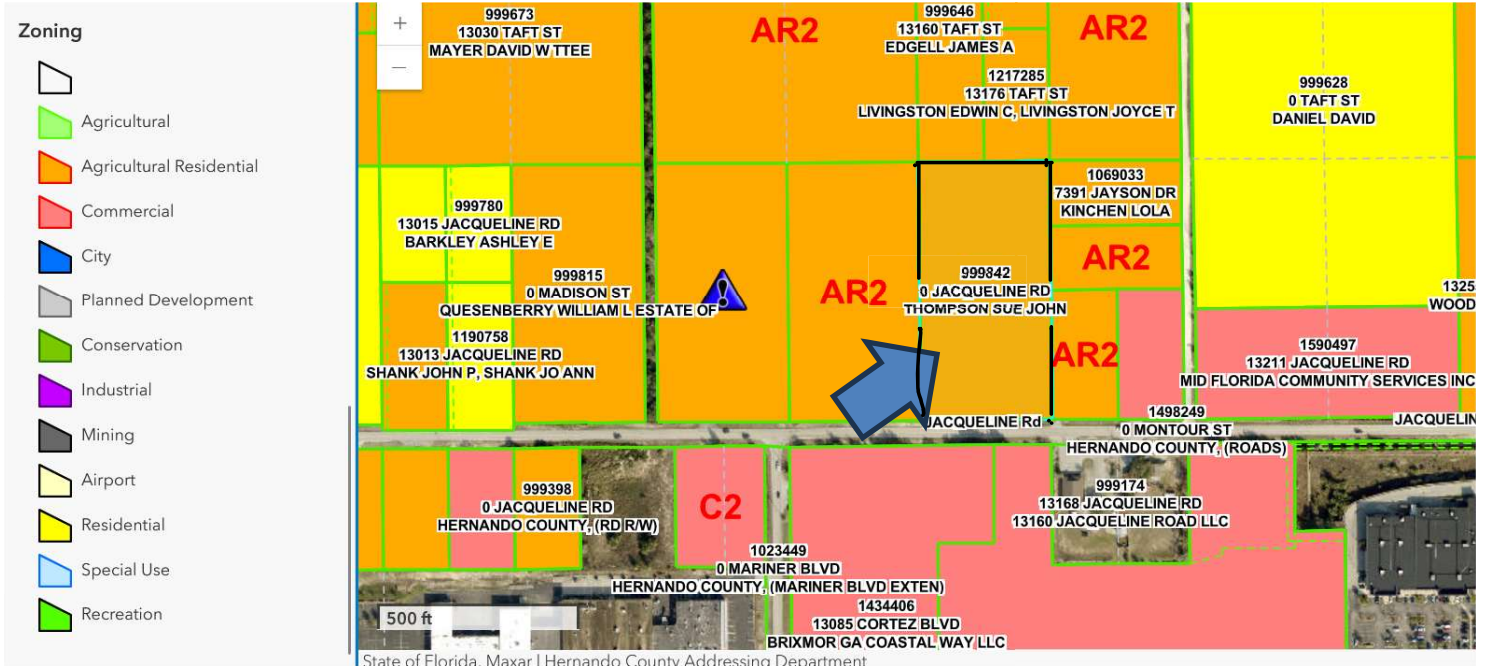 Zoning
Agricultural
Agricultural Residential
Commercial
City
Planned Development
Conservation
Industrial
Mining
Airport
Residential
Special Use
Recreation
+
−
999673
13030 TAFT ST
MAYER DAVID W TTEE
AR2
999646
13160 TAFT ST
EDGELL JAMES A
AR2
1217285
13176 TAFT ST
LIVINGSTON EDWIN C, LIVINGSTON JOYCE T
999628
0 TAFT ST
DANIEL DAVID
999780
13015 JACQUELINE RD
BARKLEY ASHLEY E
1069033
7391 JAYSON DR
KINCHEN LOLA
AR2
999815
0 MADISON ST
QUESENBERRY WILLIAM L ESTATE OF
!
AR2
999842
0 JACQUELINE RD
THOMPSON SUE JOHN
1325
WOOD
1190758
13013 JACQUELINE RD
SHANK JOHN P, SHANK JO ANN
AR2
1590497
13211 JACQUELINE RD
MID FLORIDA COMMUNITY SERVICES INC
JACQUELINE Rd
1498249
0 MONTOUR ST
HERNANDO COUNTY, (ROADS)
JACQUELIN
999398
0 JACQUELINE RD
HERNANDO COUNTY, (RD R/W)
C2
999174
13168 JACQUELINE RD
13160 JACQUELINE ROAD LLC
1023449
0 MARINER BLVD
HERNANDO COUNTY, (MARINER BLVD EXTEN)
1434406
13085 CORTEZ BLVD
BRIXMOR GA COASTAL WAY LLC
500 ft
State of Florida, Maxar | Hernando County Addressing Department